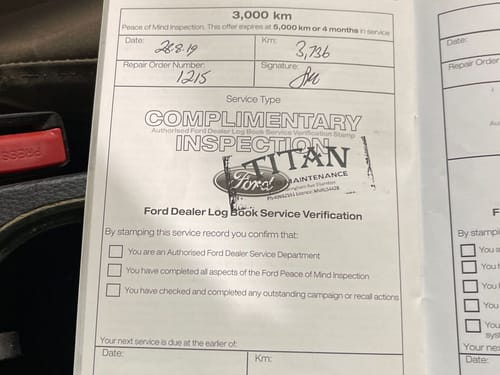 3,000 km
Peace of Mind Inspection. This offer expires at 5,000 km or 4 months in service
Date: 26.8.19 Km: 3,736
Repair Order Number: 1215 Signature:
Service Type
COMPLIMENTARY
Authorised Ford Dealer Log Book Service Verification Stamp
INSPECTION
TITAN
Ford MAINTENANCE
Ford Dealer Log Book Service Verification
By stamping this service record you confirm that:
You are an Authorised Ford Dealer Service Department
You have completed all aspects of the Ford Peace of Mind Inspection
You have checked and completed any outstanding campaign or recall actions
Your next service is due at the earlier of:
Date: Km:
PRESS
Date:
Repair Order
By stampi
You a
You
You
You
Your ne
Date: